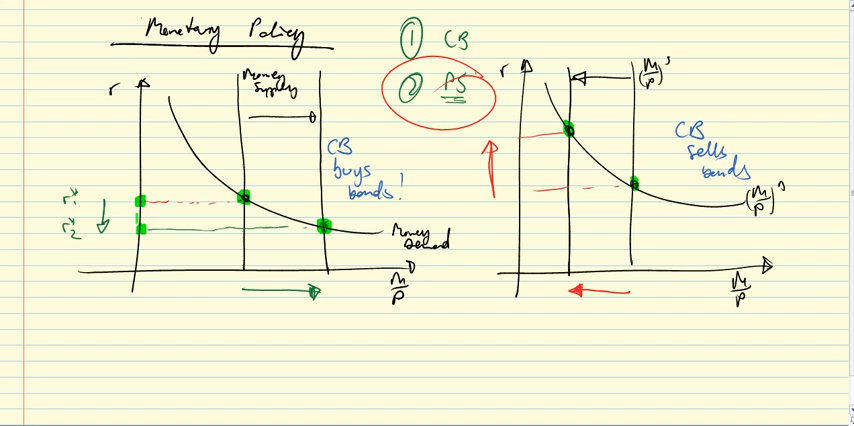 Monetary Policy
① CB
② PS
r
Money
Supply
CB
buys
bonds!
r₁*
r₂*
Money
Demand
M/P
r
(M/P)ˢ
CB
sells
bonds
(M/P)ᴰ
M/P